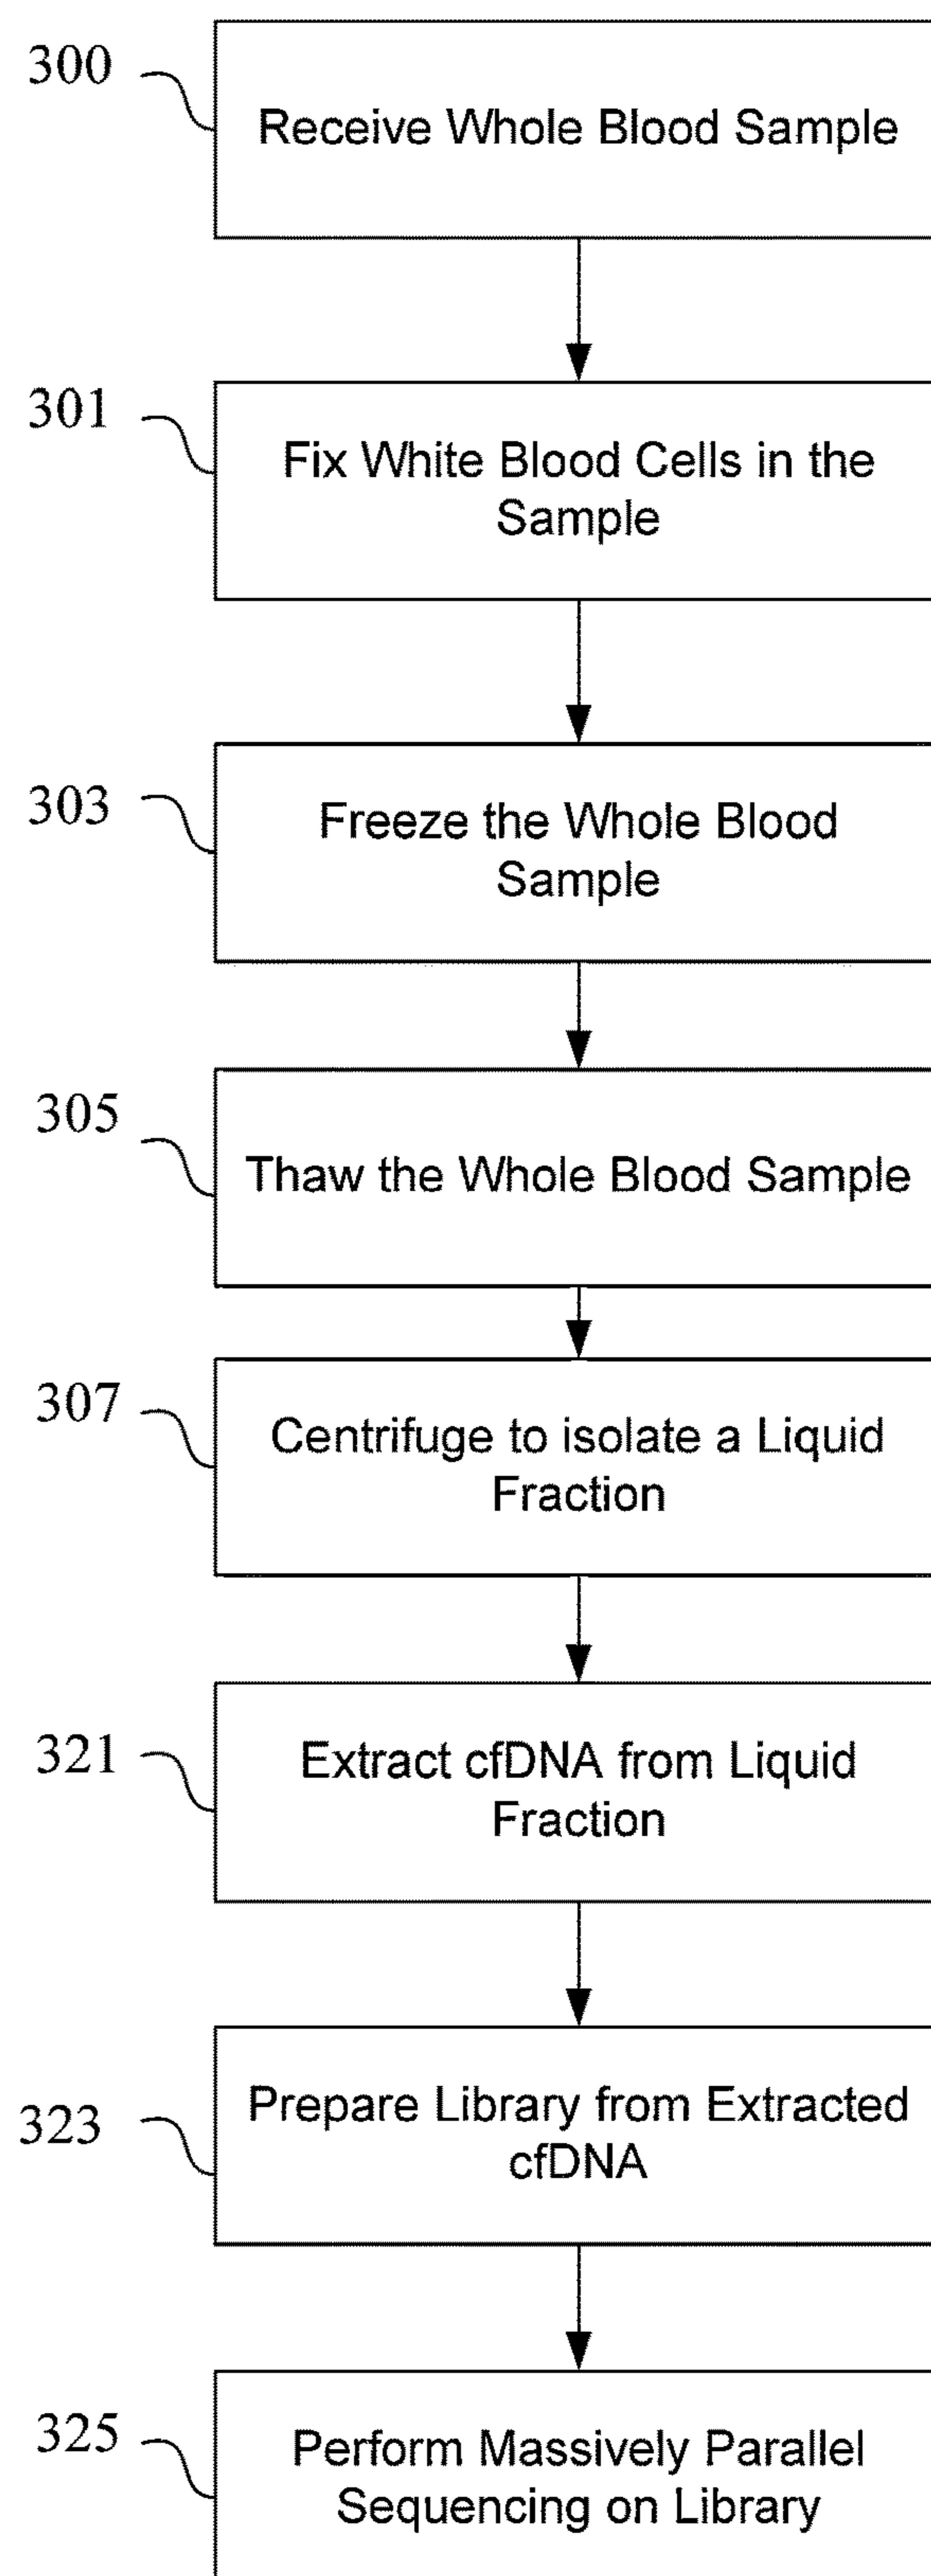 300
Receive Whole Blood Sample
301
Fix White Blood Cells in the
Sample
303
Freeze the Whole Blood
Sample
305
Thaw the Whole Blood Sample
307
Centrifuge to isolate a Liquid
Fraction
321
Extract cfDNA from Liquid
Fraction
323
Prepare Library from Extracted
cfDNA
325
Perform Massively Parallel
Sequencing on Library